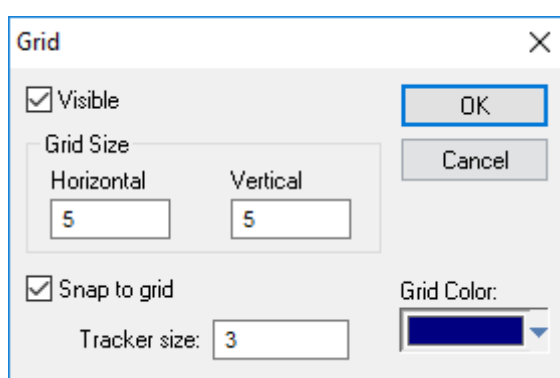 Grid
Visible
OK
Grid Size
Cancel
Horizontal Vertical
5 5
Snap to grid
Grid Color:
Tracker size: 3